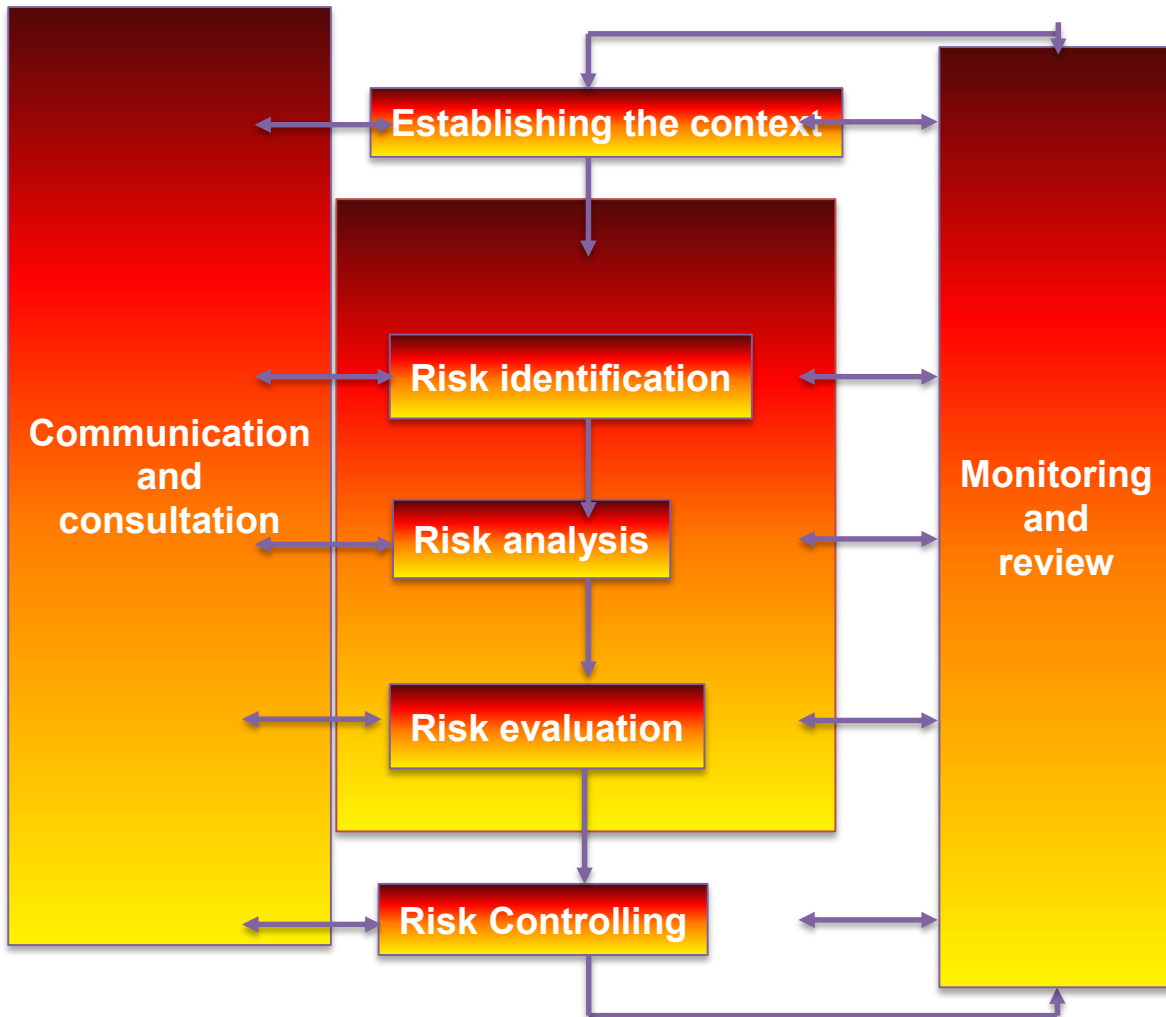 Establishing the context
Communication
and
consultation
Risk identification
Risk analysis
Risk evaluation
Risk Controlling
Monitoring
and
review